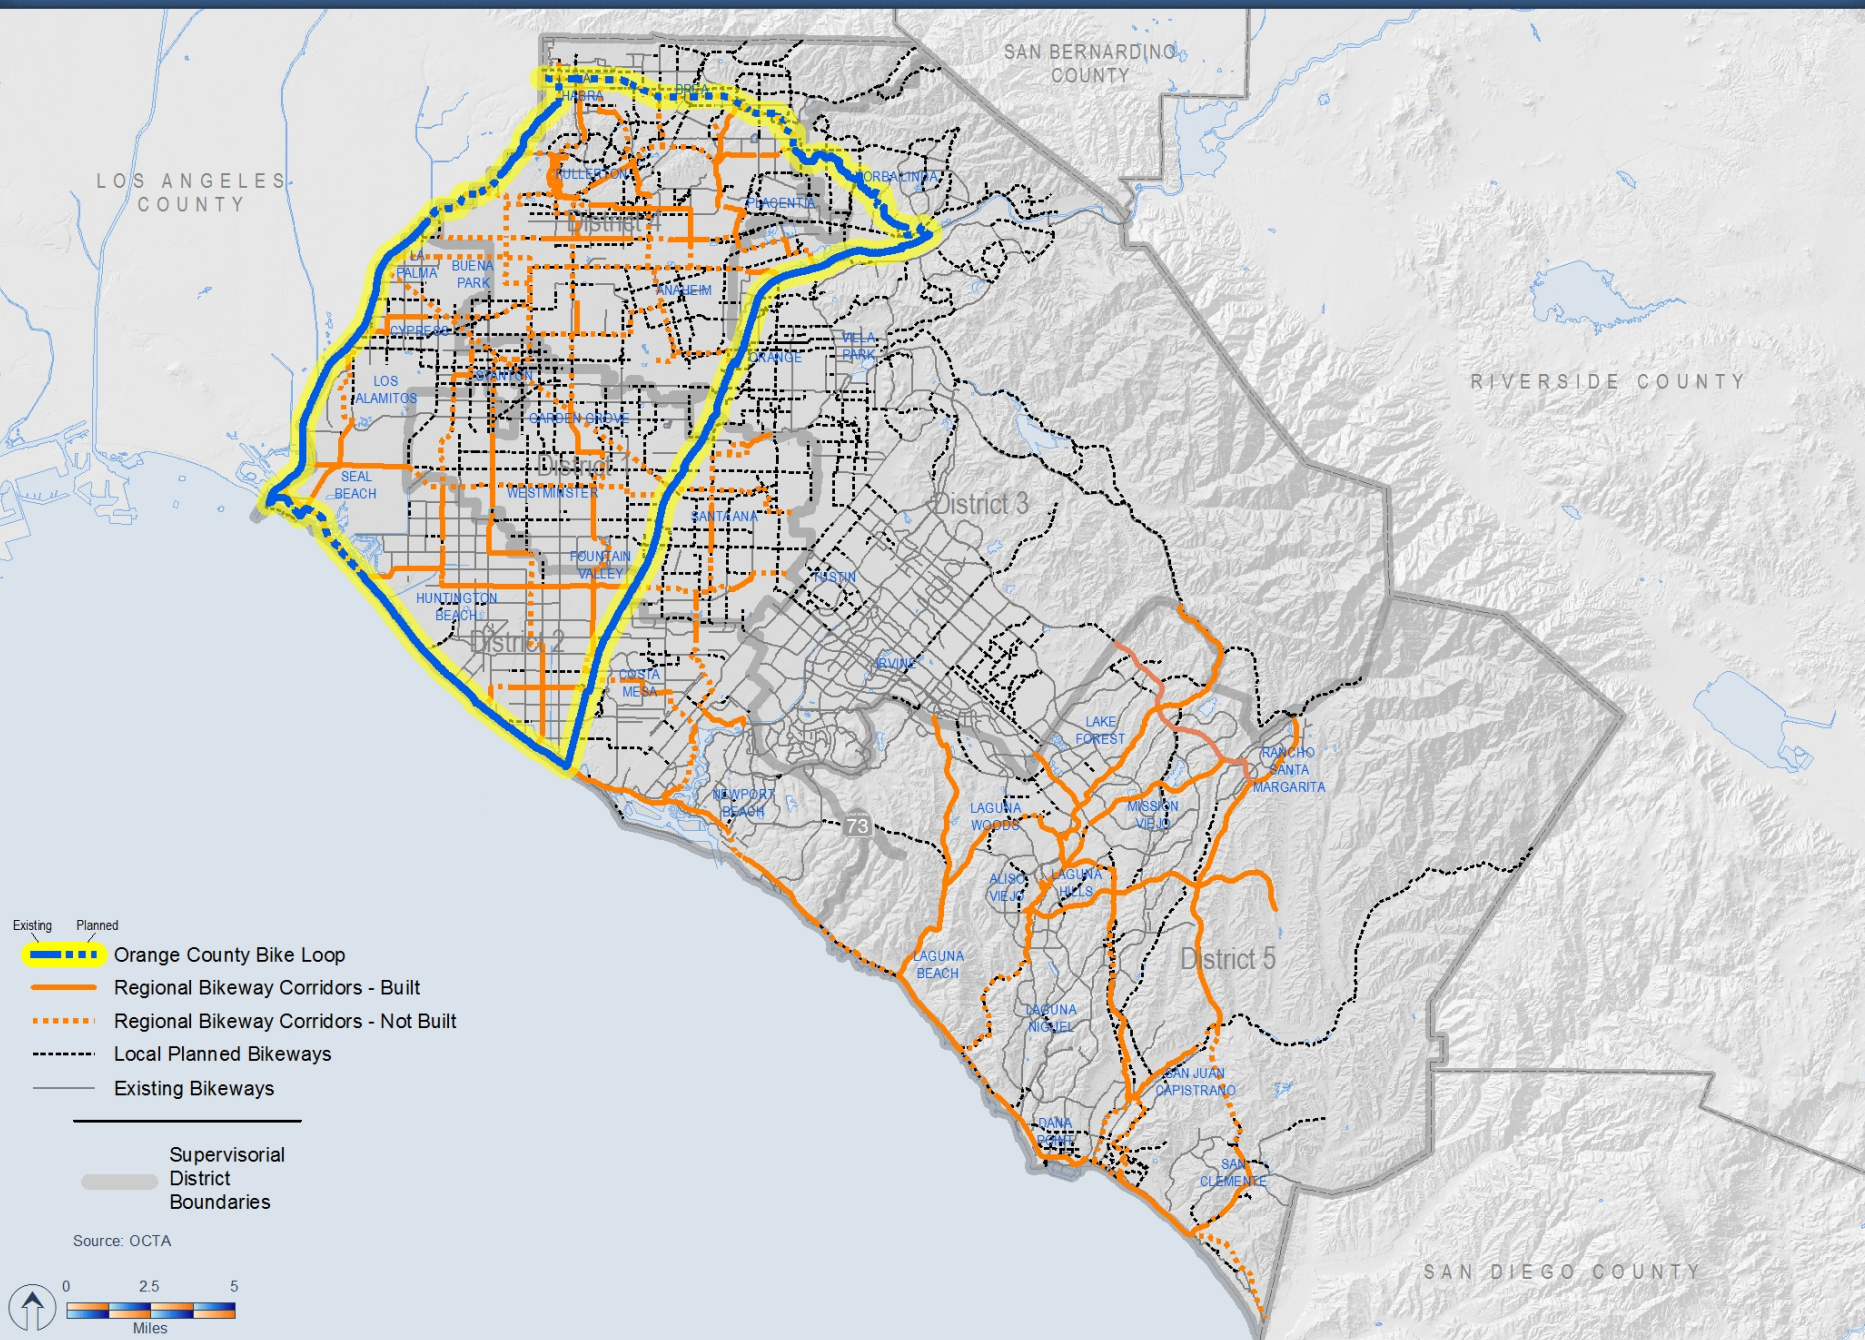 SAN BERNARDINO
COUNTY
LOS ANGELES
COUNTY
LA
HABRA
BREA
FULLERTON
YORBA LINDA
PLACENTIA
District 4
LA
PALMA
BUENA
PARK
ANAHEIM
CYPRESS
VILLA
PARK
ORANGE
RIVERSIDE COUNTY
STANTON
LOS
ALAMITOS
GARDEN GROVE
District 1
SEAL
BEACH
WESTMINSTER
District 3
SANTA ANA
FOUNTAIN
VALLEY
TUSTIN
HUNTINGTON
BEACH
District 2
IRVINE
COSTA
MESA
LAKE
FOREST
RANCHO
SANTA
MARGARITA
NEWPORT
BEACH
LAGUNA
WOODS
MISSION
VIEJO
73
ALISO
VIEJO
LAGUNA
HILLS
LAGUNA
BEACH
District 5
LAGUNA
NIGUEL
SAN JUAN
CAPISTRANO
DANA
POINT
SAN
CLEMENTE
SAN DIEGO COUNTY
Existing Planned
Orange County Bike Loop
Regional Bikeway Corridors - Built
Regional Bikeway Corridors - Not Built
Local Planned Bikeways
Existing Bikeways
Supervisorial
District
Boundaries
Source: OCTA
0 2.5 5
Miles